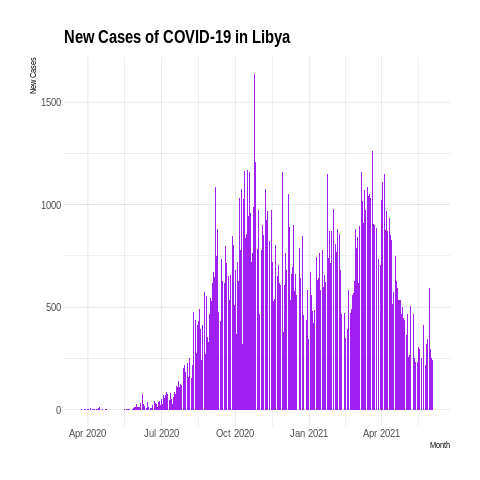 New Cases of COVID-19 in Libya
New Cases
1500
1000
500
0
Apr 2020 Jul 2020 Oct 2020 Jan 2021 Apr 2021
Month